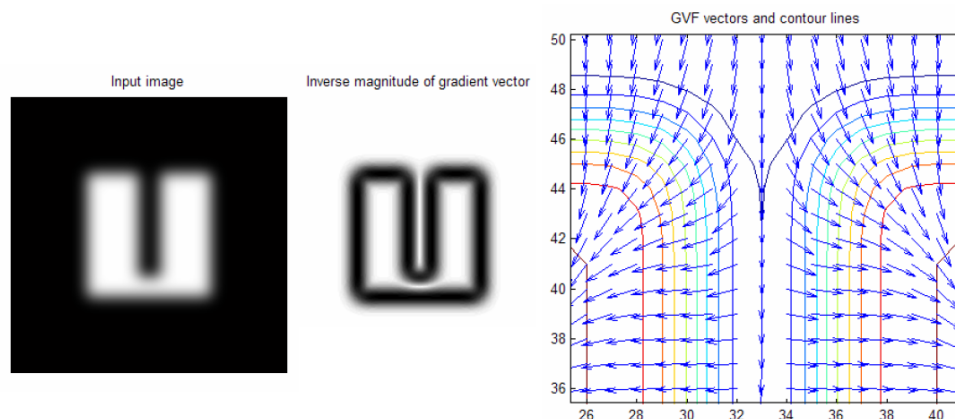 GVF vectors and contour lines
Input image
Inverse magnitude of gradient vector
50
48
46
44
42
40
38
36
26 28 30 32 34 36 38 40